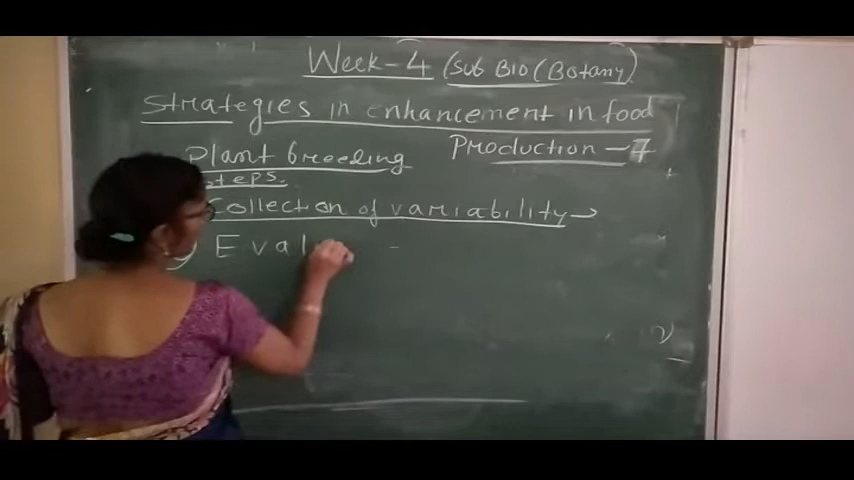 Week-4 (Sub Bio (Botany)
Strategies in enhancement in food
Plant breeding Production -7
steps.
Collection of variability →
Eval